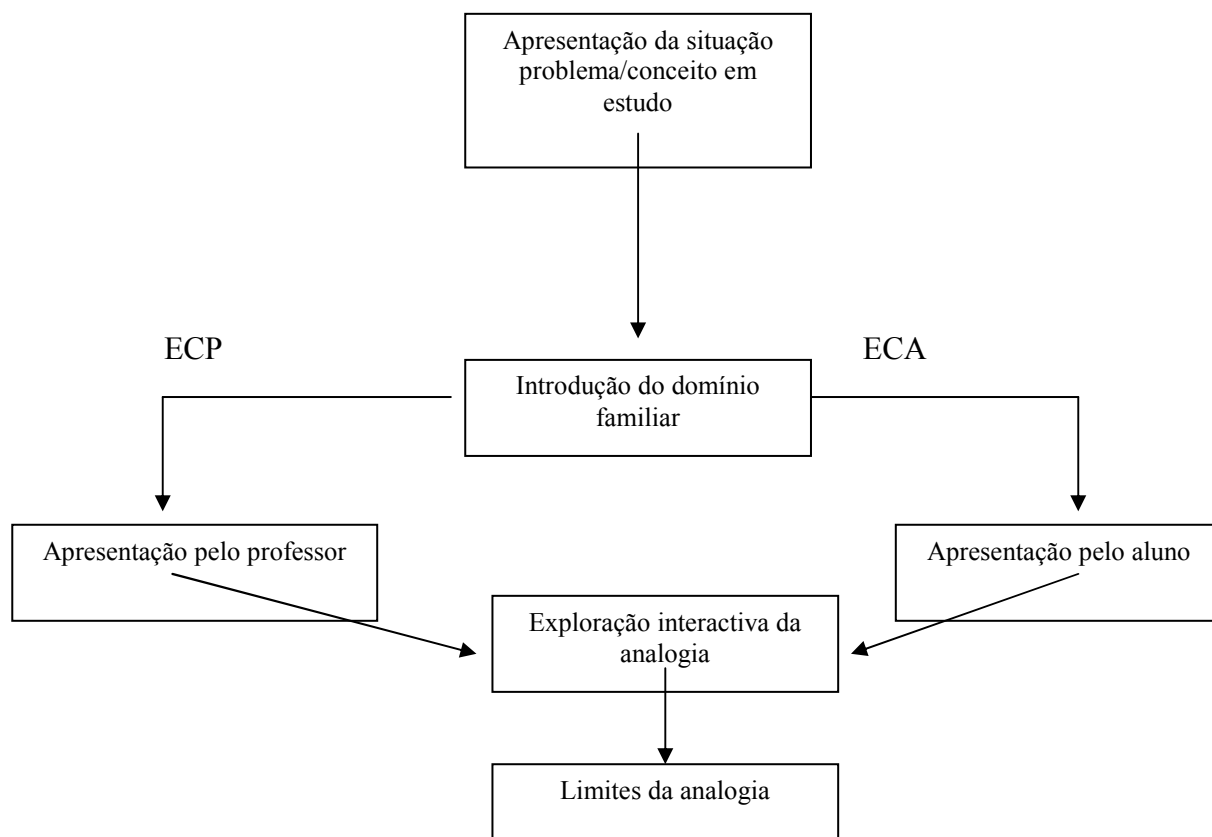 Apresentação da situação
problema/conceito em
estudo
ECP
ECA
Introdução do domínio
familiar
Apresentação pelo professor
Apresentação pelo aluno
Exploração interactiva da
analogia
Limites da analogia